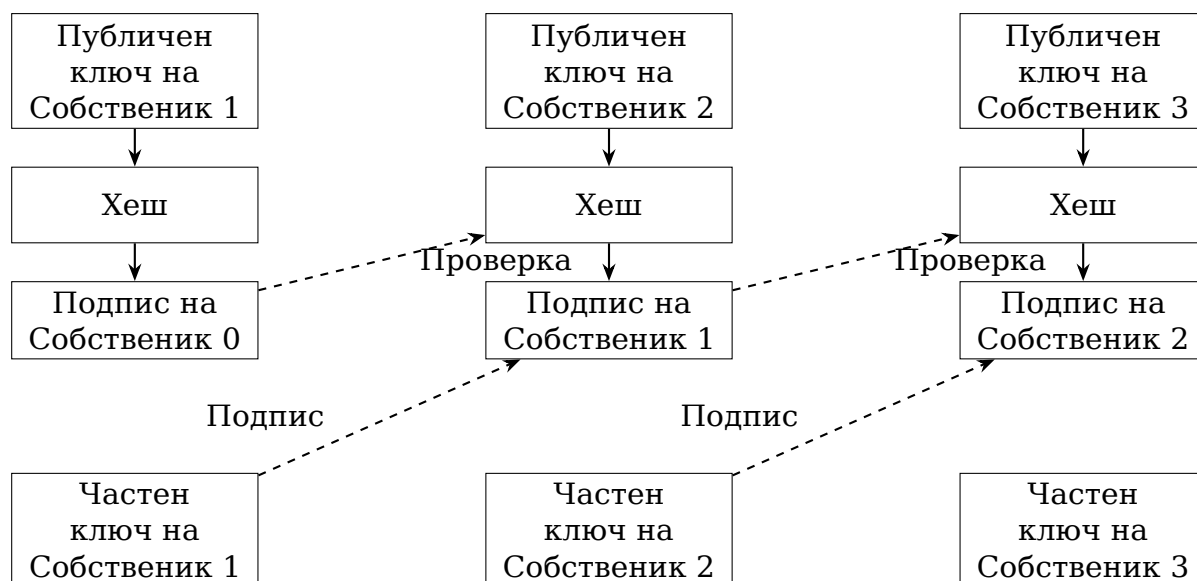 Публичен
ключ на
Собственик 1
Публичен
ключ на
Собственик 2
Публичен
ключ на
Собственик 3
Хеш
Хеш
Хеш
Проверка
Проверка
Подпис на
Собственик 0
Подпис на
Собственик 1
Подпис на
Собственик 2
Подпис
Подпис
Частен
ключ на
Собственик 1
Частен
ключ на
Собственик 2
Частен
ключ на
Собственик 3